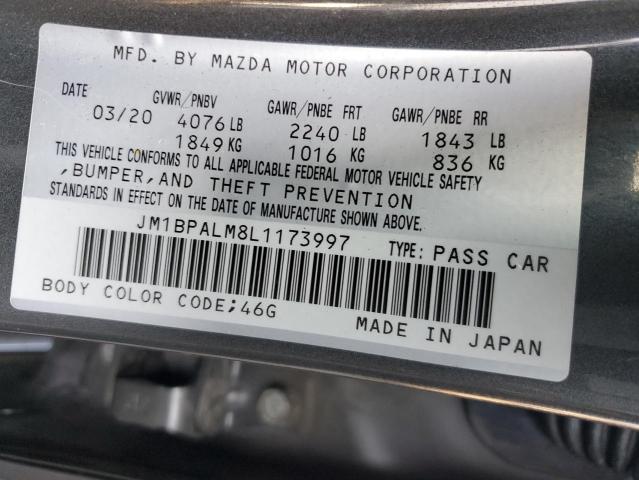 MFD. BY MAZDA MOTOR CORPORATION
DATE GVWR/PNBV GAWR/PNBE FRT GAWR/PNBE RR
03/20 4076 LB 2240 LB 1843 LB
1849 KG 1016 KG 836 KG
THIS VEHICLE CONFORMS TO ALL APPLICABLE FEDERAL MOTOR VEHICLE SAFETY
,BUMPER,AND THEFT PREVENTION
STANDARDS IN EFFECT ON THE DATE OF MANUFACTURE SHOWN ABOVE.
JM1BPALM8L1173997 TYPE: PASS CAR
BODY COLOR CODE;46G
MADE IN JAPAN